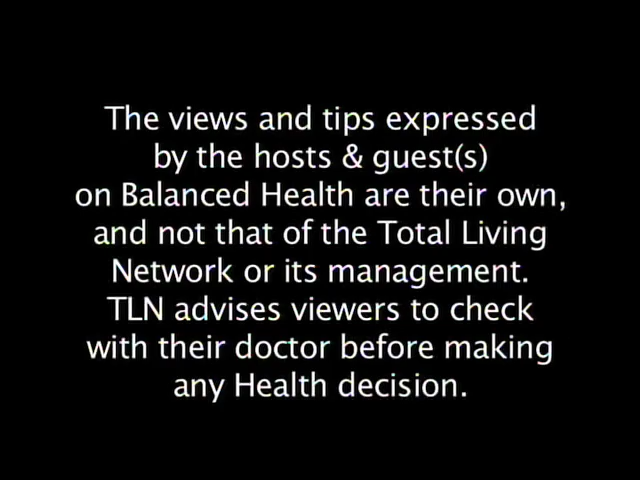 The views and tips expressed
by the hosts & guest(s)
on Balanced Health are their own,
and not that of the Total Living
Network or its management.
TLN advises viewers to check
with their doctor before making
any Health decision.